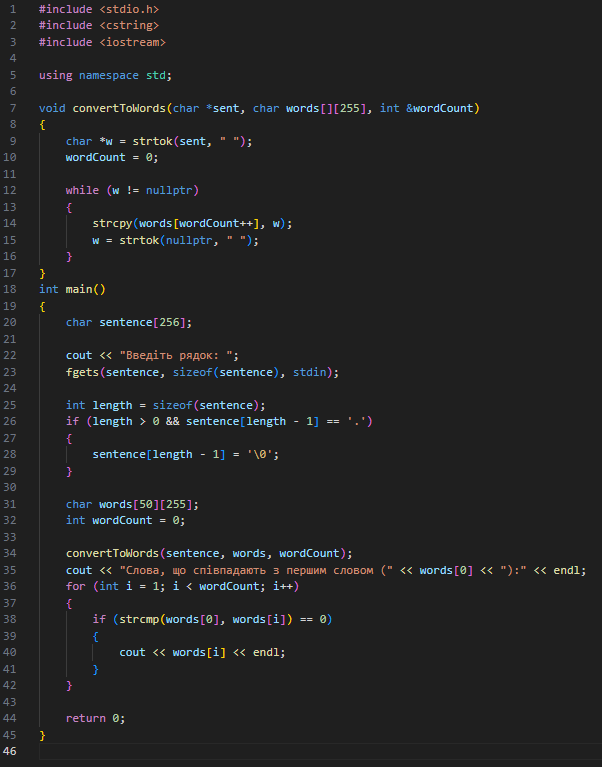 1 #include <stdio.h>
2 #include <cstring>
3 #include <iostream>
4
5 using namespace std;
6
7 void convertToWords(char *sent, char words[][255], int &wordCount)
8 {
9     char *w = strtok(sent, " ");
10     wordCount = 0;
11
12     while (w != nullptr)
13     {
14         strcpy(words[wordCount++], w);
15         w = strtok(nullptr, " ");
16     }
17 }
18 int main()
19 {
20     char sentence[256];
21
22     cout << "Введіть рядок: ";
23     fgets(sentence, sizeof(sentence), stdin);
24
25     int length = sizeof(sentence);
26     if (length > 0 && sentence[length - 1] == '.')
27     {
28         sentence[length - 1] = '\0';
29     }
30
31     char words[50][255];
32     int wordCount = 0;
33
34     convertToWords(sentence, words, wordCount);
35     cout << "Слова, що співпадають з першим словом (" << words[0] << "):" << endl;
36     for (int i = 1; i < wordCount; i++)
37     {
38         if (strcmp(words[0], words[i]) == 0)
39         {
40             cout << words[i] << endl;
41         }
42     }
43
44     return 0;
45 }
46